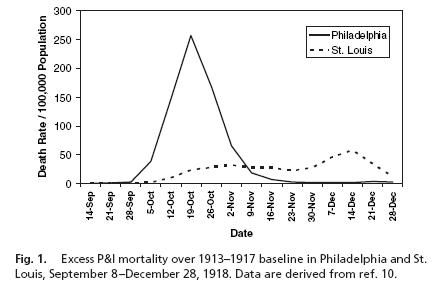 300
250
200
150
100
50
0
Death Rate / 100,000 Population
Philadelphia
St. Louis
14-Sep
21-Sep
28-Sep
5-Oct
12-Oct
19-Oct
26-Oct
2-Nov
9-Nov
16-Nov
23-Nov
30-Nov
7-Dec
14-Dec
21-Dec
28-Dec
Date
Fig. 1. Excess P&I mortality over 1913–1917 baseline in Philadelphia and St.
Louis, September 8–December 28, 1918. Data are derived from ref. 10.